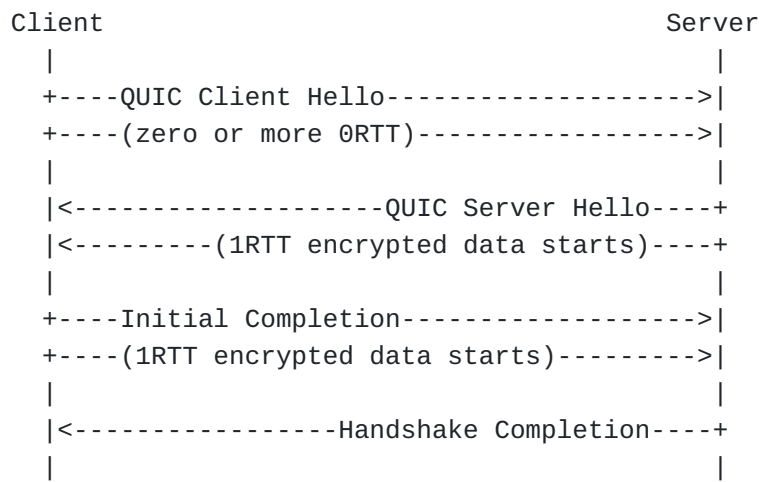 Client Server
QUIC Client Hello
(zero or more 0RTT)
QUIC Server Hello
(1RTT encrypted data starts)
Initial Completion
(1RTT encrypted data starts)
Handshake Completion